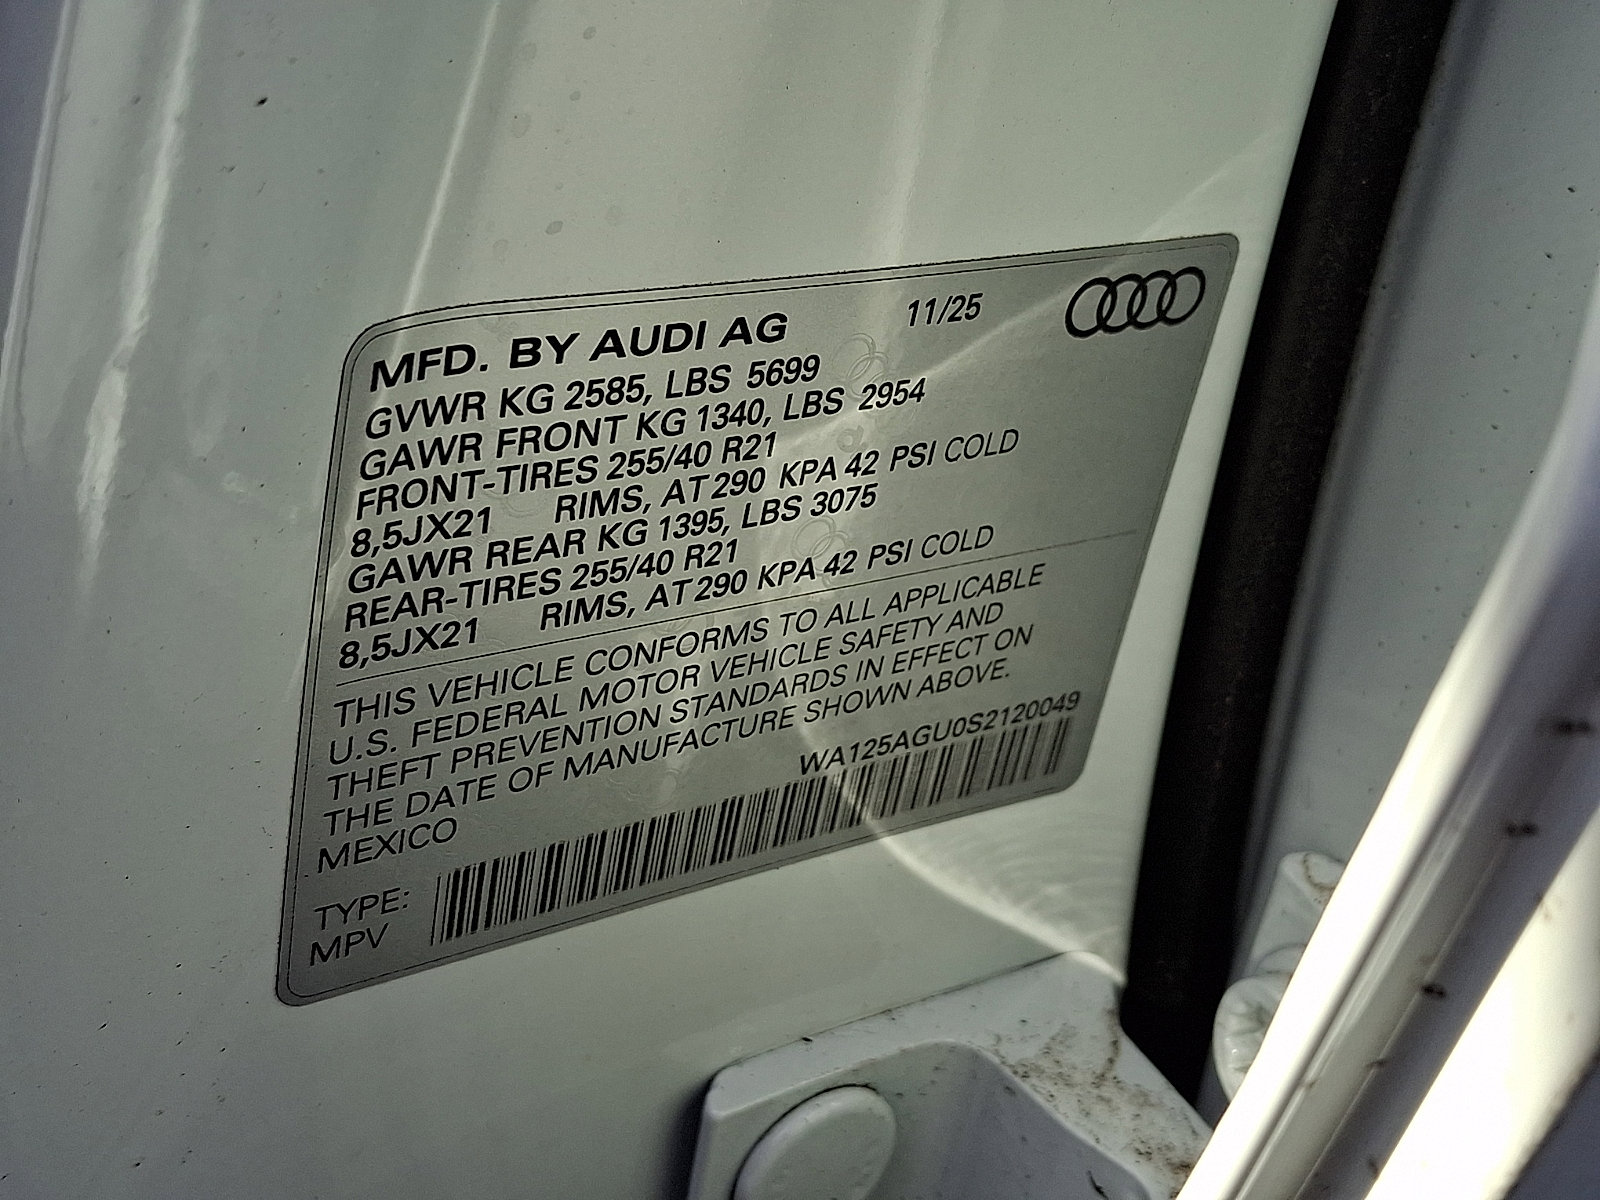 MFD. BY AUDI AG 11/25
GVWR KG 2585, LBS 5699
GAWR FRONT KG 1340, LBS 2954
FRONT-TIRES 255/40 R21
8,5JX21 RIMS, AT 290 KPA 42 PSI COLD
GAWR REAR KG 1395, LBS 3075
REAR-TIRES 255/40 R21
8,5JX21 RIMS, AT 290 KPA 42 PSI COLD
THIS VEHICLE CONFORMS TO ALL APPLICABLE
U.S. FEDERAL MOTOR VEHICLE SAFETY AND
THEFT PREVENTION STANDARDS IN EFFECT ON
THE DATE OF MANUFACTURE SHOWN ABOVE.
MEXICO WA125AGU0S2120049
TYPE:
MPV